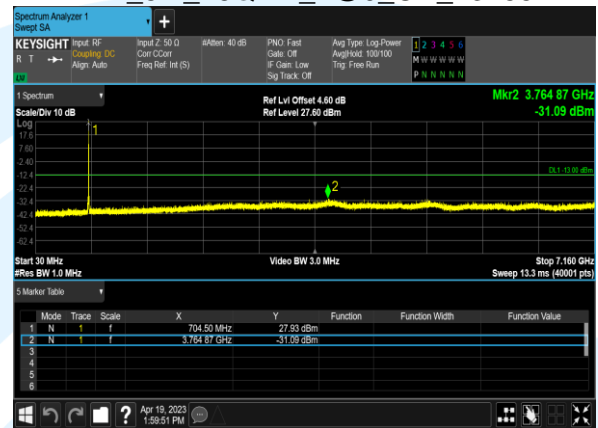 Spectrum Analyzer 1
Swept SA
+
KEYSIGHT
R T
LXI
Input: RF
Coupling: DC
Align: Auto
Input Z: 50 Ω
Corr CCorr
Freq Ref: Int (S)
#Atten: 40 dB
PNO: Fast
Gate: Off
IF Gain: Low
Sig Track: Off
Avg Type: Log-Power
Avg|Hold: 100/100
Trig: Free Run
1 2 3 4 5 6
M W W W W W
P N N N N N
1 Spectrum
Scale/Div 10 dB
Ref Lvl Offset 4.60 dB
Ref Level 27.60 dBm
Mkr2 3.764 87 GHz
-31.09 dBm
Log
1
17.6
7.60
-2.40
-12.4
DL1 -13.00 dBm
-22.4
2
-32.4
-42.4
-52.4
-62.4
Start 30 MHz
Video BW 3.0 MHz
Stop 7.160 GHz
#Res BW 1.0 MHz
Sweep 13.3 ms (40001 pts)
5 Marker Table
Mode Trace Scale X Y Function Function Width Function Value
1 N 1 f 704.50 MHz 27.93 dBm
2 N 1 f 3.764 87 GHz -31.09 dBm
3
4
5
6
?
Apr 19, 2023
1:59:51 PM